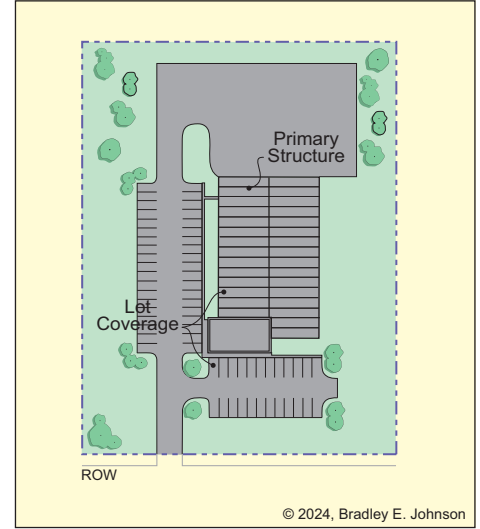 Primary
Structure
Lot
Coverage
ROW
© 2024, Bradley E. Johnson